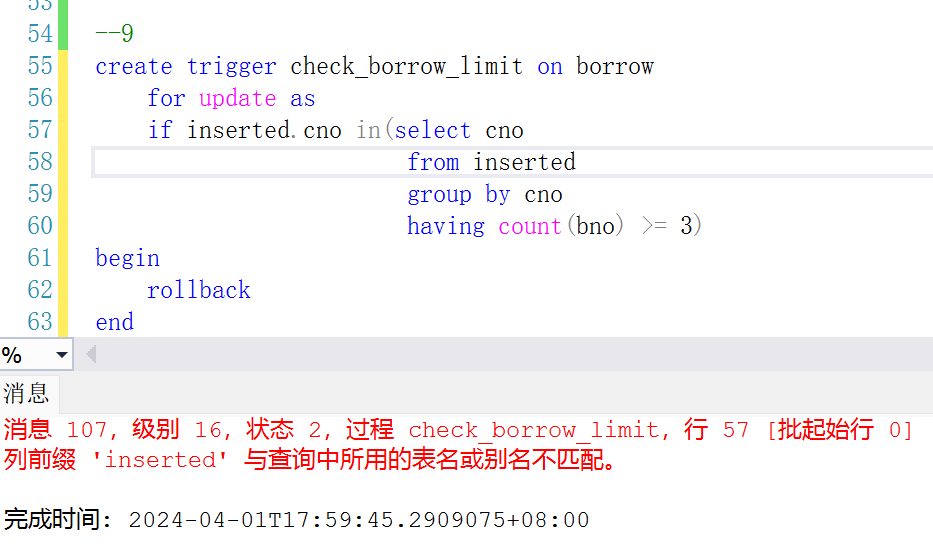 53
54 --9
55 create trigger check_borrow_limit on borrow
56 for update as
57 if inserted.cno in(select cno
58 from inserted
59 group by cno
60 having count(bno) >= 3)
61 begin
62 rollback
63 end
%
消息
消息 107，级别 16，状态 2，过程 check_borrow_limit，行 57 [批起始行 0]
列前缀 'inserted' 与查询中所用的表名或别名不匹配。
完成时间: 2024-04-01T17:59:45.2909075+08:00